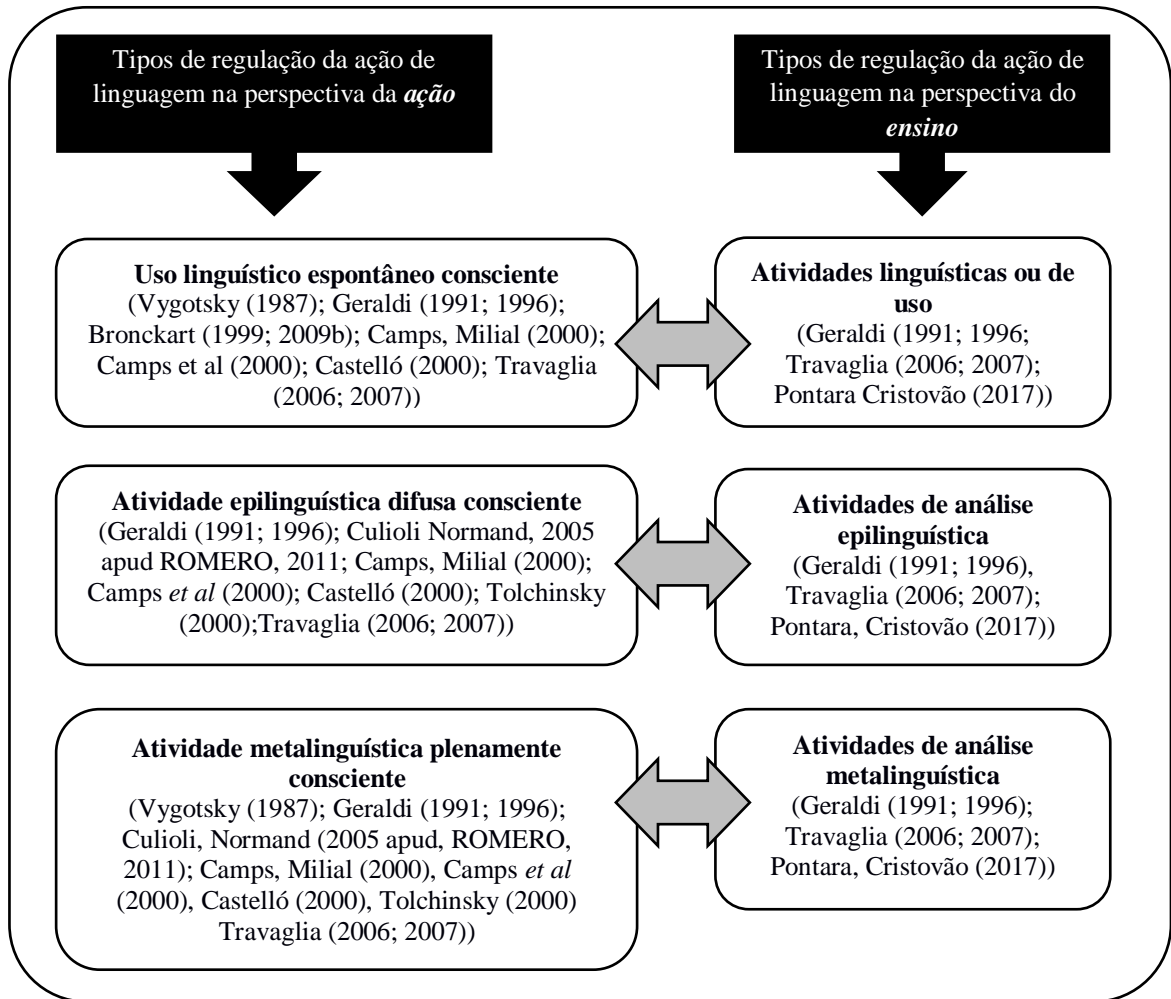 Tipos de regulação da ação de
linguagem na perspectiva da ação
Tipos de regulação da ação de
linguagem na perspectiva do
ensino
Uso linguístico espontâneo consciente
(Vygotsky (1987); Geraldi (1991; 1996);
Bronckart (1999; 2009b); Camps, Milial (2000);
Camps et al (2000); Castelló (2000); Travaglia
(2006; 2007))
Atividades linguísticas ou de
uso
(Geraldi (1991; 1996;
Travaglia (2006; 2007);
Pontara Cristovão (2017))
Atividade epilinguística difusa consciente
(Geraldi (1991; 1996); Culioli Normand, 2005
apud ROMERO, 2011; Camps, Milial (2000);
Camps et al (2000); Castelló (2000); Tolchinsky
(2000);Travaglia (2006; 2007))
Atividades de análise
epilinguística
(Geraldi (1991; 1996),
Travaglia (2006; 2007);
Pontara, Cristovão (2017))
Atividade metalinguística plenamente
consciente
(Vygotsky (1987); Geraldi (1991; 1996);
Culioli, Normand (2005 apud, ROMERO,
2011); Camps, Milial (2000), Camps et al
(2000), Castelló (2000), Tolchinsky (2000)
Travaglia (2006; 2007))
Atividades de análise
metalinguística
(Geraldi (1991; 1996);
Travaglia (2006; 2007);
Pontara, Cristovão (2017))